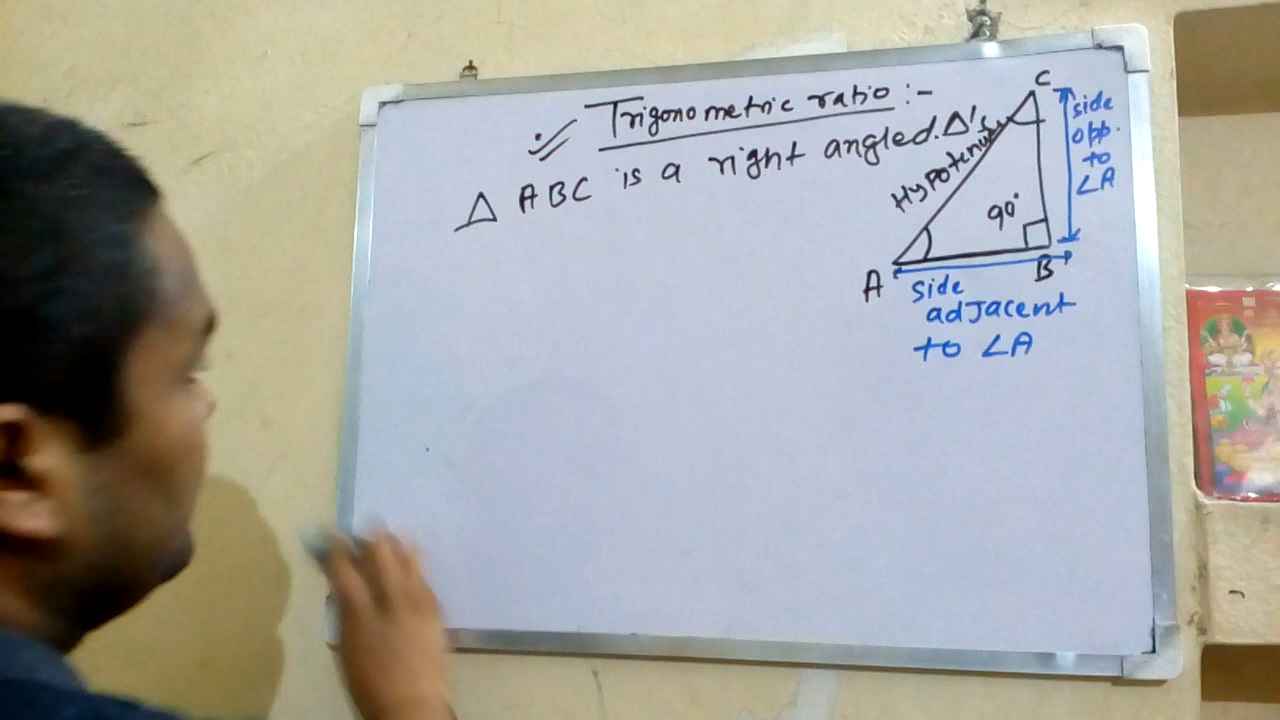 Trigonometric ratio :-
Δ ABC is a right angled. Δ's
C
side
opp.
to
∠A
Hypotenuse
90°
A
B
side
adjacent
to ∠A